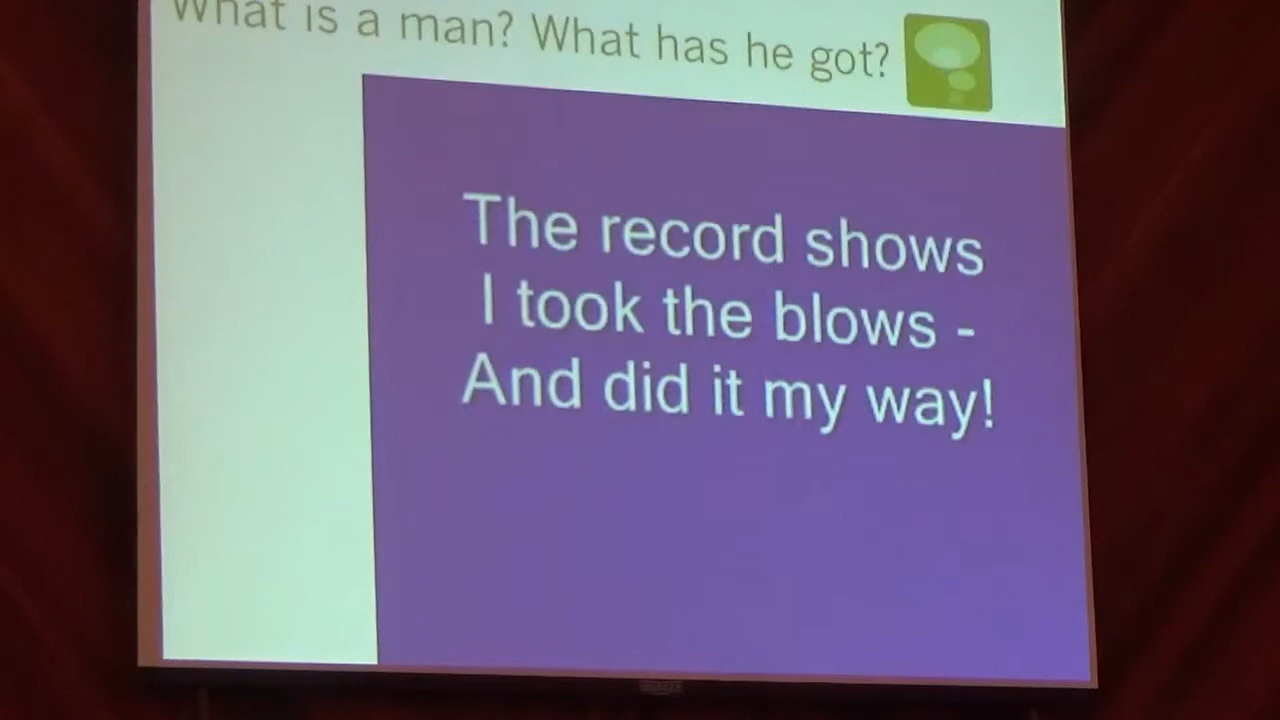 What is a man? What has he got?
The record shows
I took the blows -
And did it my way!